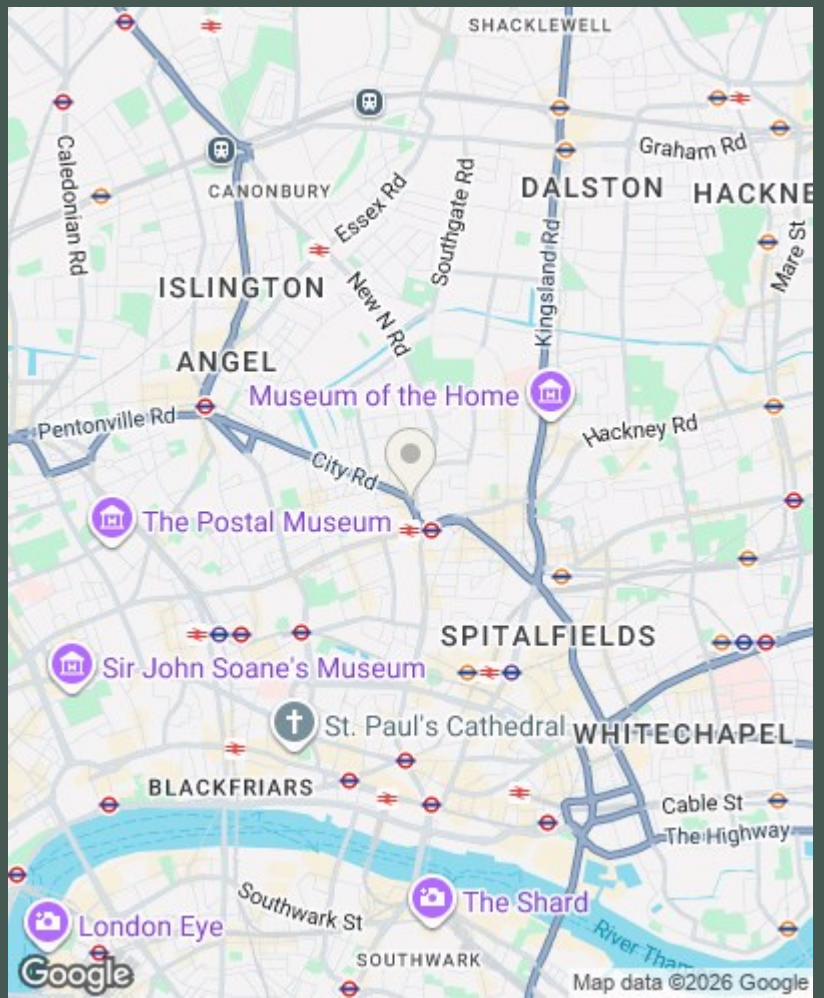 SHACKLEWELL
Caledonian Rd
Graham Rd
CANONBURY
Essex Rd
Southgate Rd
DALSTON
HACKNE
Mare St
ISLINGTON
New N Rd
Kingsland Rd
ANGEL
Museum of the Home
Pentonville Rd
Hackney Rd
City Rd
The Postal Museum
SPITALFIELDS
Sir John Soane's Museum
St. Paul's Cathedral
WHITECHAPEL
BLACKFRIARS
Cable St
The Highway
Southwark St
The Shard
London Eye
River Tham
SOUTHWARK
Google
Map data ©2026 Google